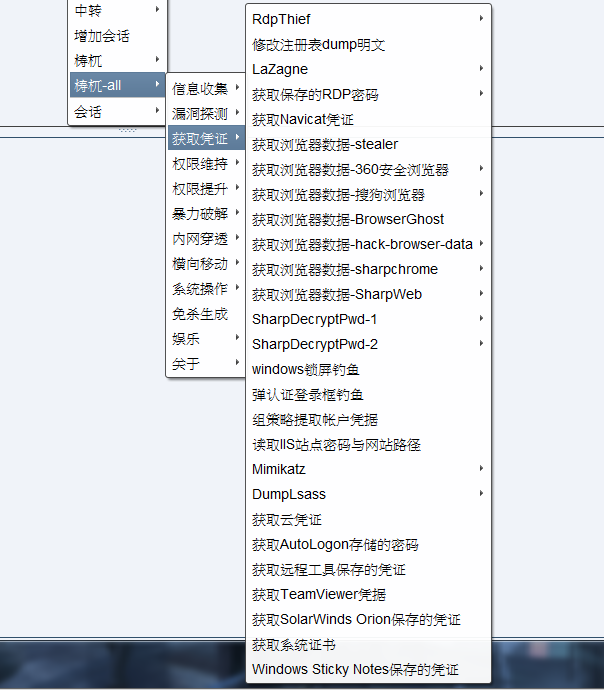 中转
增加会话
梼杌
梼杌-all
会话
信息收集
漏洞探测
获取凭证
权限维持
权限提升
暴力破解
内网穿透
横向移动
系统操作
免杀生成
娱乐
关于
RdpThief
修改注册表dump明文
LaZagne
获取保存的RDP密码
获取Navicat凭证
获取浏览器数据-stealer
获取浏览器数据-360安全浏览器
获取浏览器数据-搜狗浏览器
获取浏览器数据-BrowserGhost
获取浏览器数据-hack-browser-data
获取浏览器数据-sharpchrome
获取浏览器数据-SharpWeb
SharpDecryptPwd-1
SharpDecryptPwd-2
windows锁屏钓鱼
弹认证登录框钓鱼
组策略提取帐户凭据
读取IIS站点密码与网站路径
Mimikatz
DumpLsass
获取云凭证
获取AutoLogon存储的密码
获取远程工具保存的凭证
获取TeamViewer凭据
获取SolarWinds Orion保存的凭证
获取系统证书
Windows Sticky Notes保存的凭证